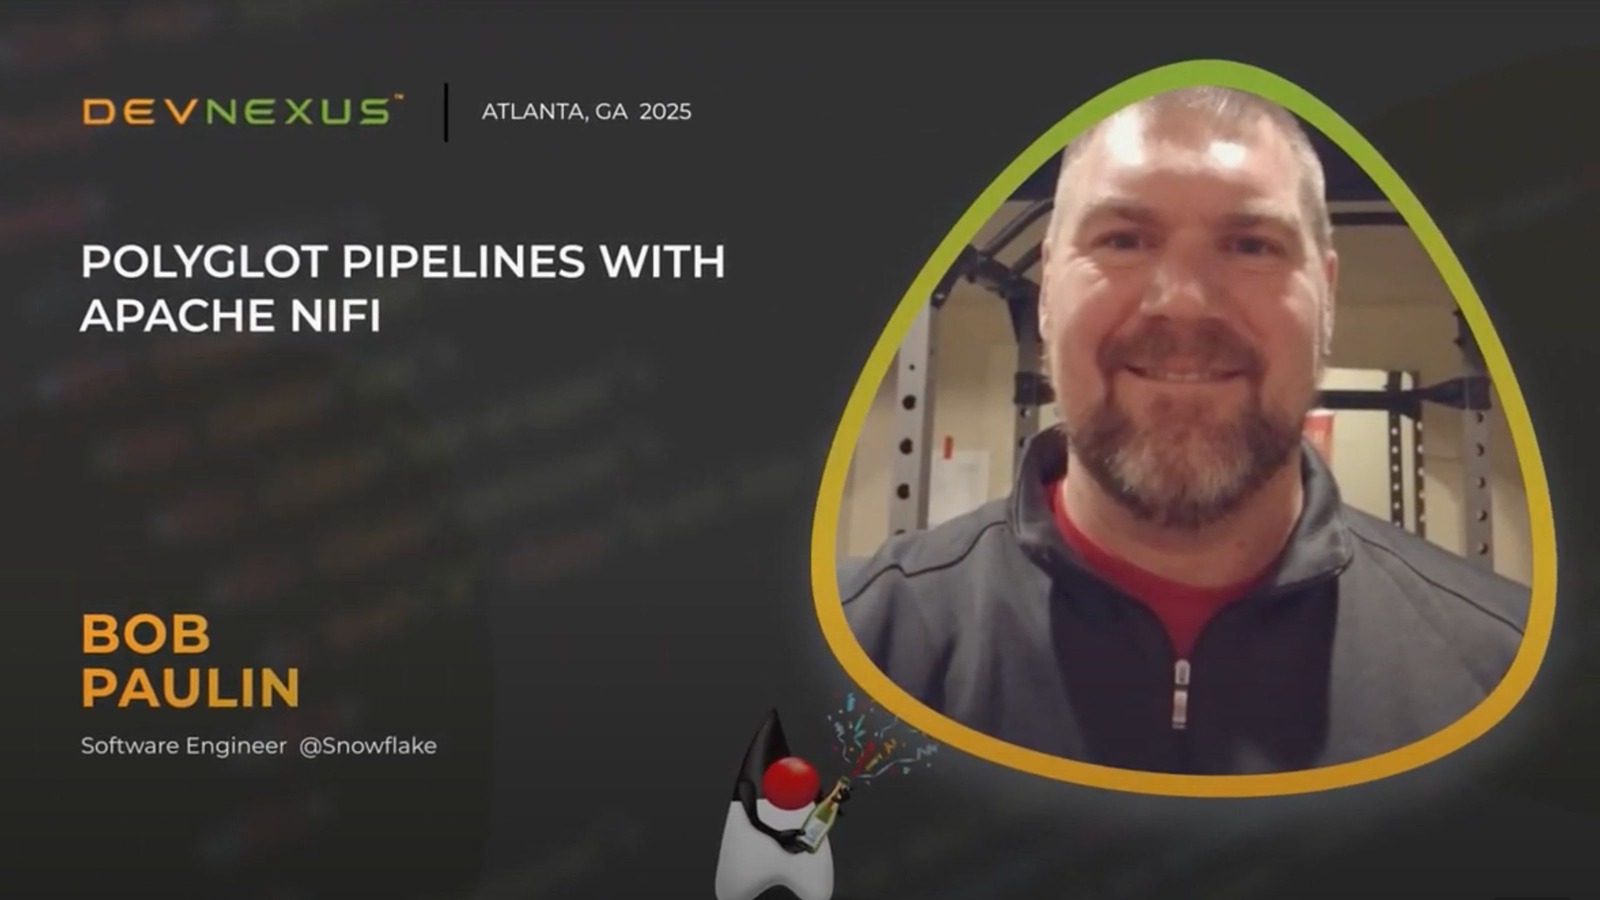 DEVNEXUS™
ATLANTA, GA 2025
POLYGLOT PIPELINES WITH
APACHE NIFI
BOB
PAULIN
Software Engineer @Snowflake